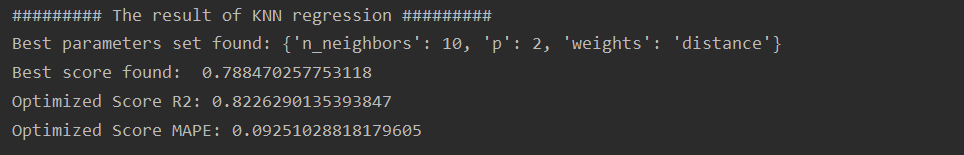 ######### The result of KNN regression #########
Best parameters set found: {'n_neighbors': 10, 'p': 2, 'weights': 'distance'}
Best score found:  0.788470257753118
Optimized Score R2: 0.8226290135393847
Optimized Score MAPE: 0.09251028818179605